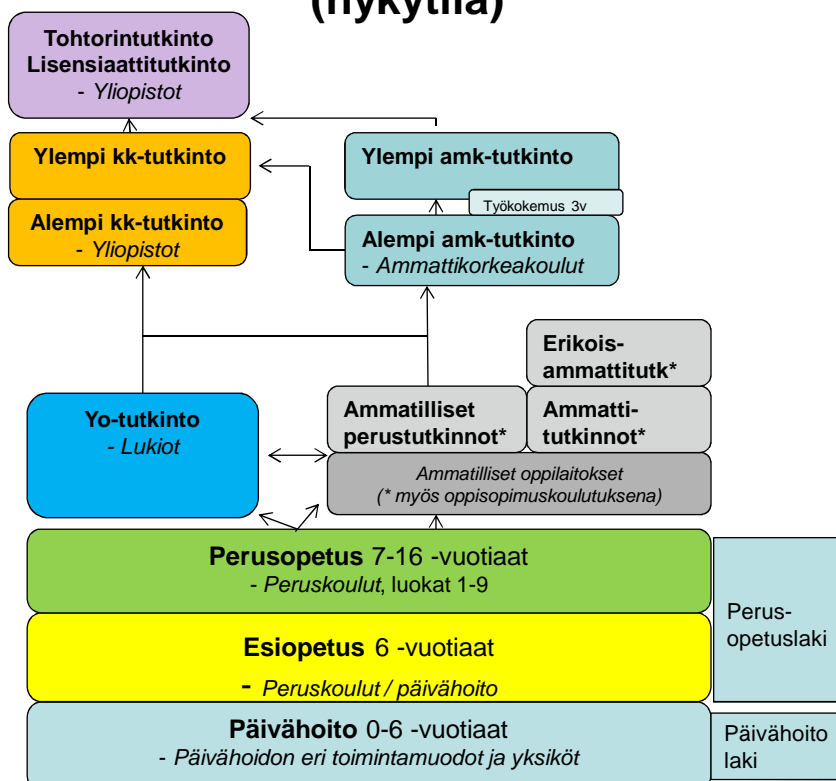 (nykytila)
Tohtorintutkinto
Lisensiaattitutkinto
- Yliopistot
Ylempi kk-tutkinto
Ylempi amk-tutkinto
Työkokemus 3v
Alempi kk-tutkinto
- Yliopistot
Alempi amk-tutkinto
- Ammattikorkeakoulut
Erikois-
ammattitutk*
Yo-tutkinto
- Lukiot
Ammatilliset
perustutkinnot*
Ammatti-
tutkinnot*
Ammatilliset oppilaitokset
(* myös oppisopimuskoulutuksena)
Perusopetus 7-16 -vuotiaat
- Peruskoulut, luokat 1-9
Perus-
opetuslaki
Esiopetus 6 -vuotiaat
- Peruskoulut / päivähoito
Päivähoito 0-6 -vuotiaat
- Päivähoidon eri toimintamuodot ja yksiköt
Päivähoito
laki